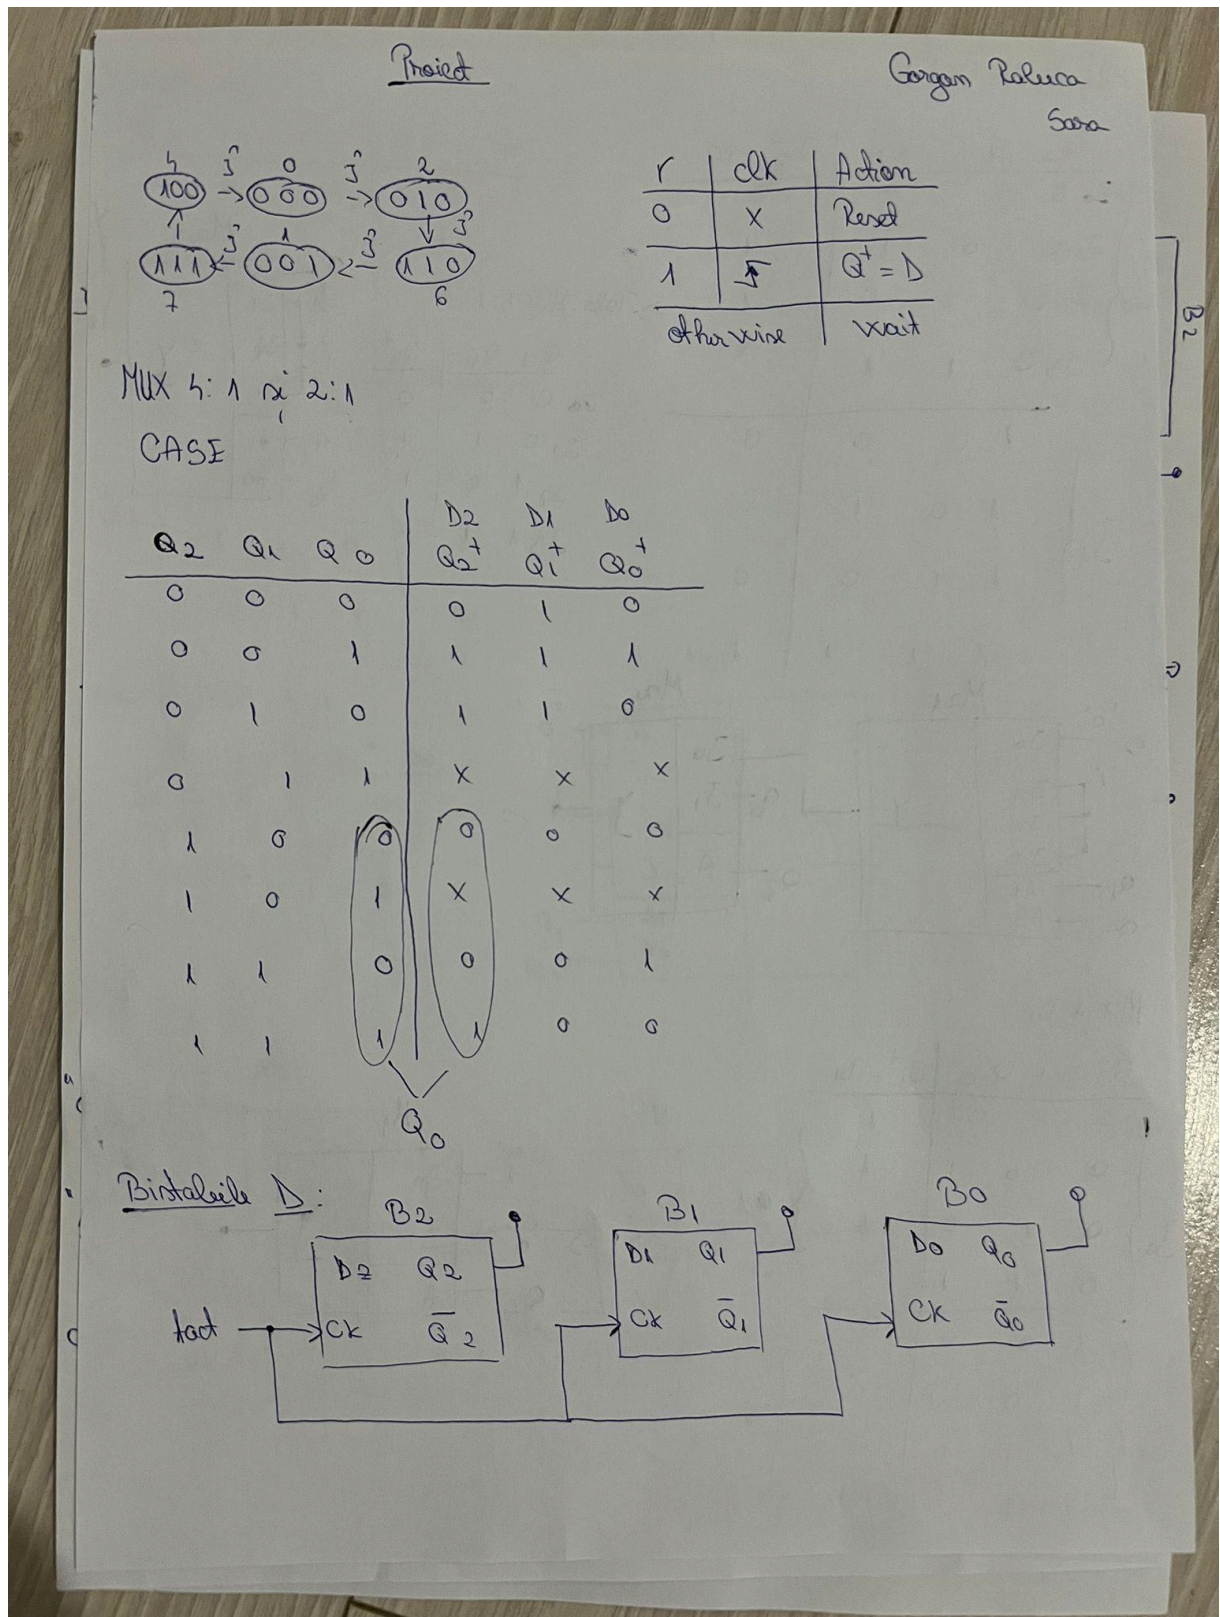 Proiect
Gorgan Raluca
Sara
4 0 2
100 000 010
1
111 001 110
7 6
r clk Action
0 x Reset
1 Q⁺ = D
otherwise wait
B2
MUX 4:1 și 2:1
CASE
D2 D1 D0
Q2 Q1 Q0 Q2⁺ Q1⁺ Q0⁺
0 0 0 0 1 0
0 0 1 1 1 1
0 1 0 1 1 0
0 1 1 x x x
1 0 0 0 0 0
1 0 1 x x x
1 1 0 0 0 1
1 1 1 1 0 0
Q0
Bistabile D:
B2 B1 B0
D2 Q2 D1 Q1 D0 Q0
tact CK Q̅2 CK Q̅1 CK Q̅0